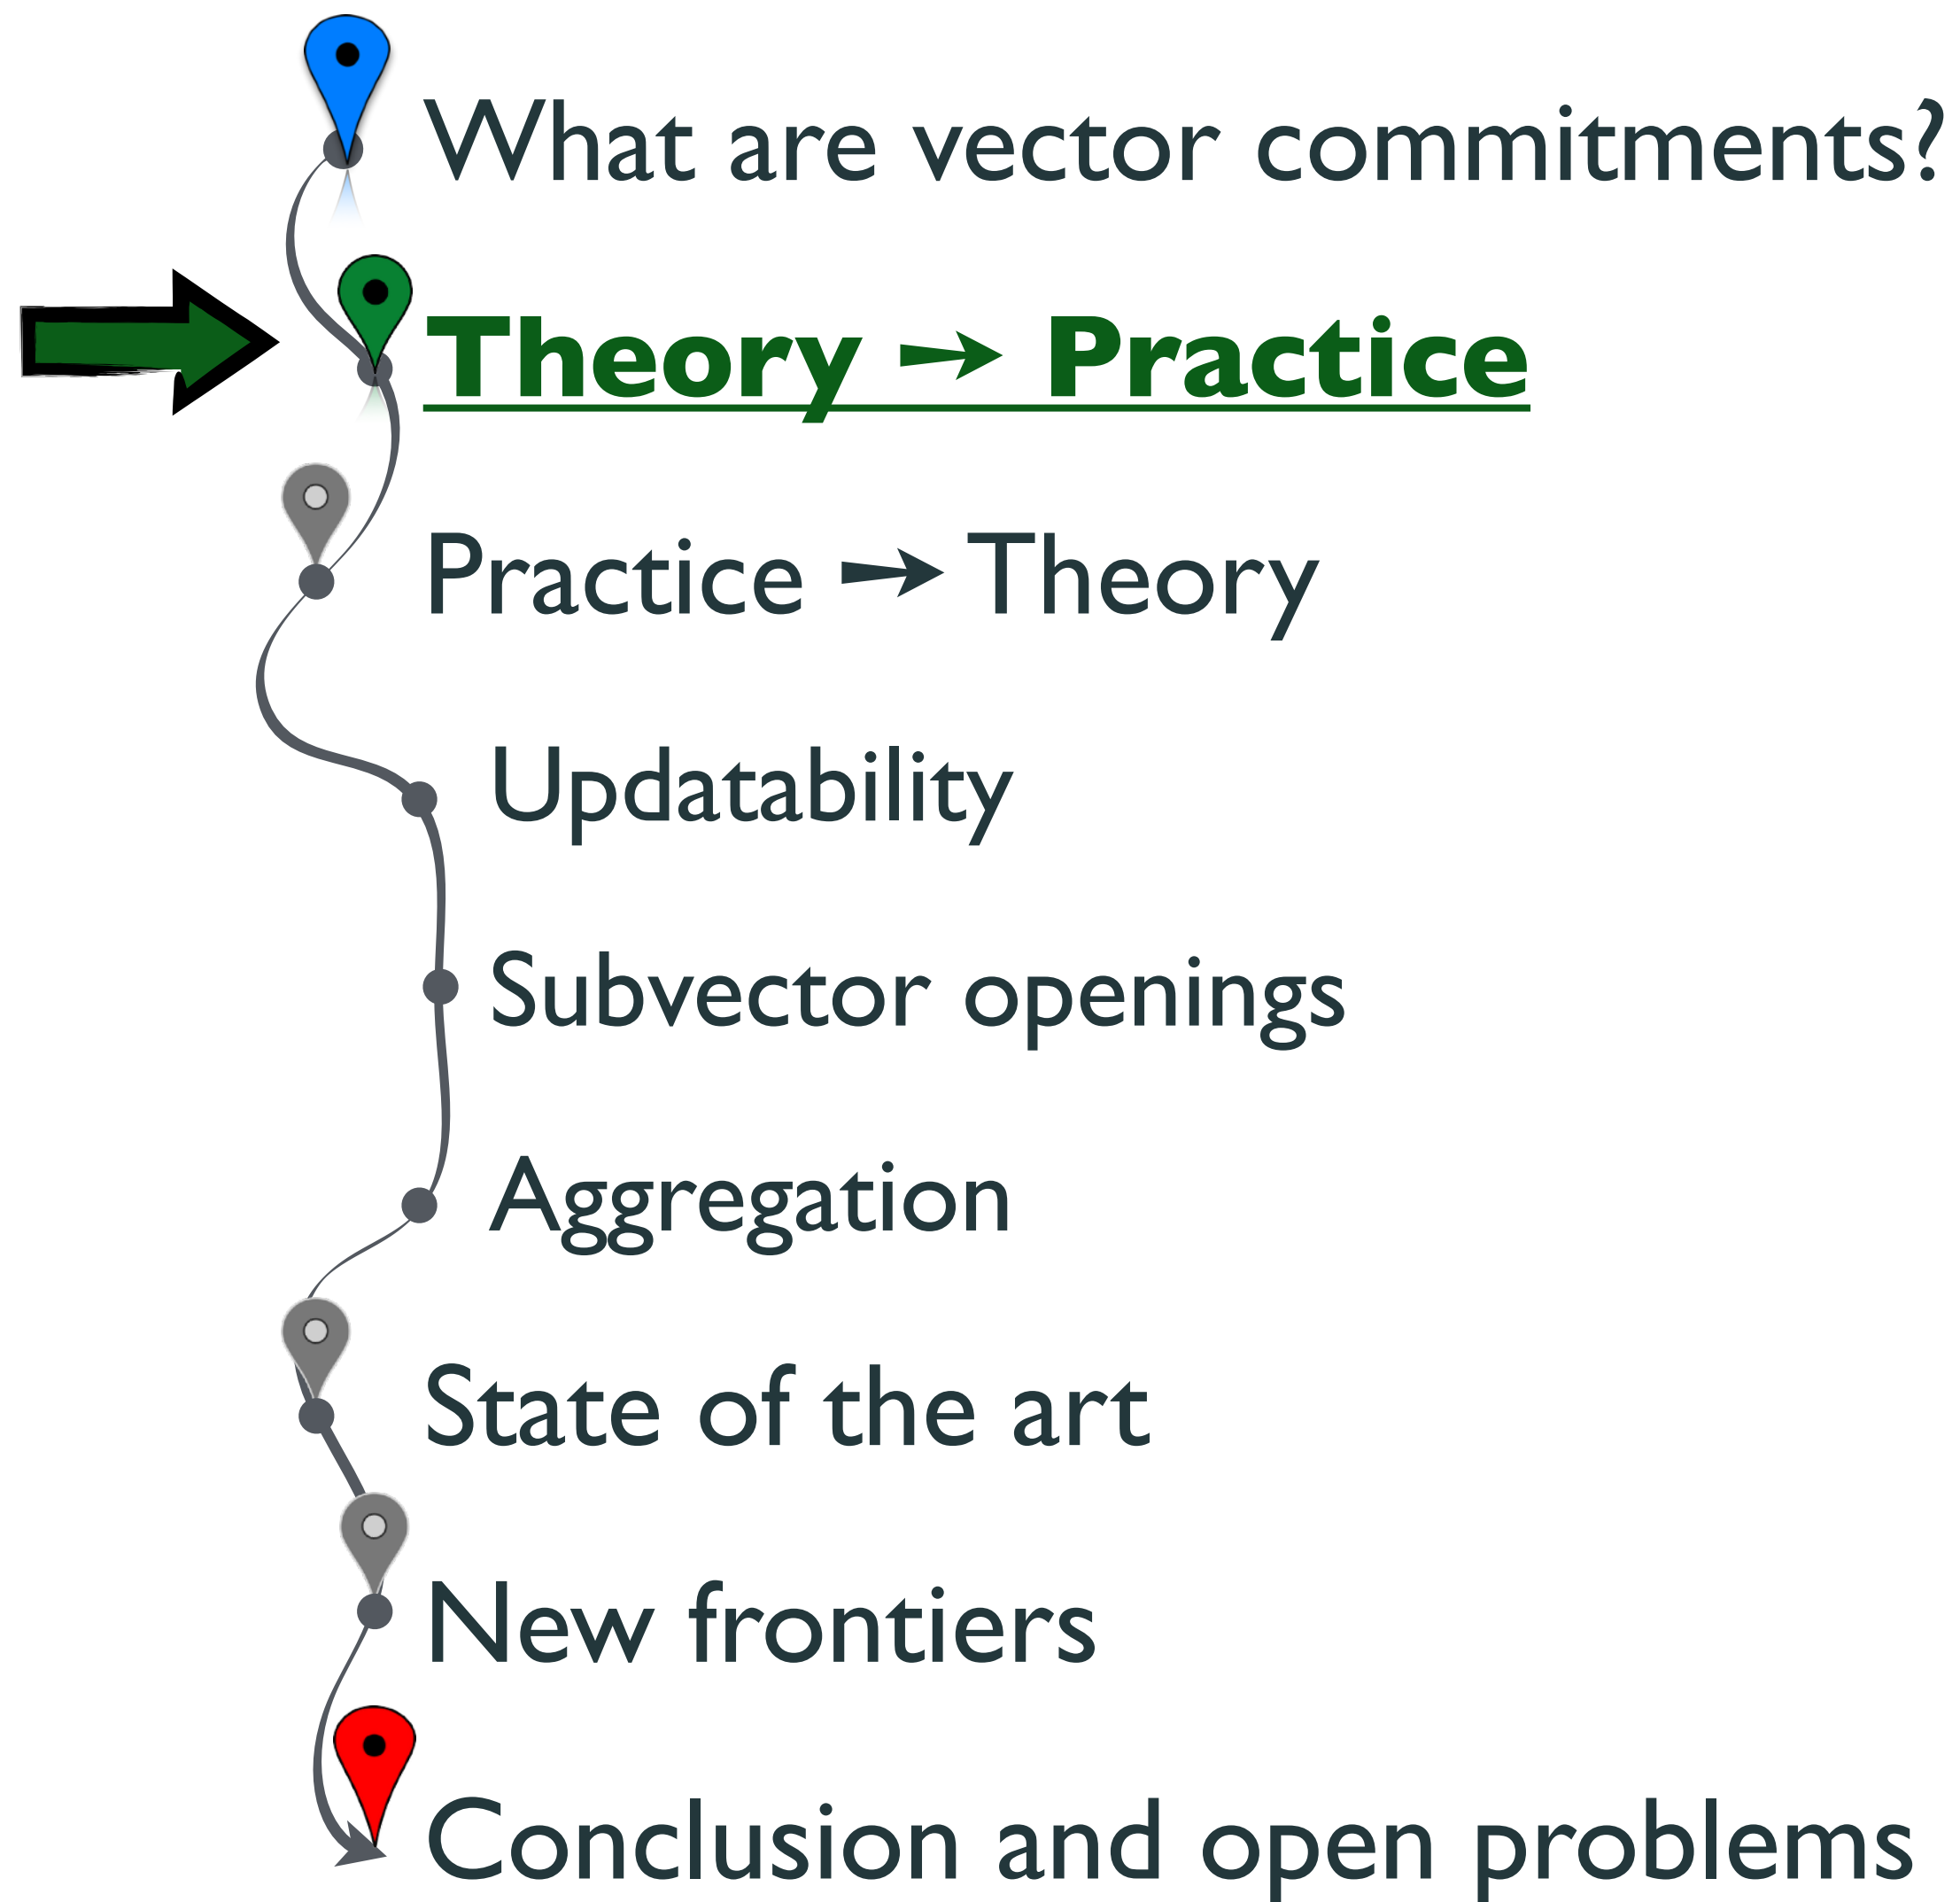 What are vector commitments?
Theory → Practice
Practice → Theory
Updatability
Subvector openings
Aggregation
State of the art
New frontiers
Conclusion and open problems